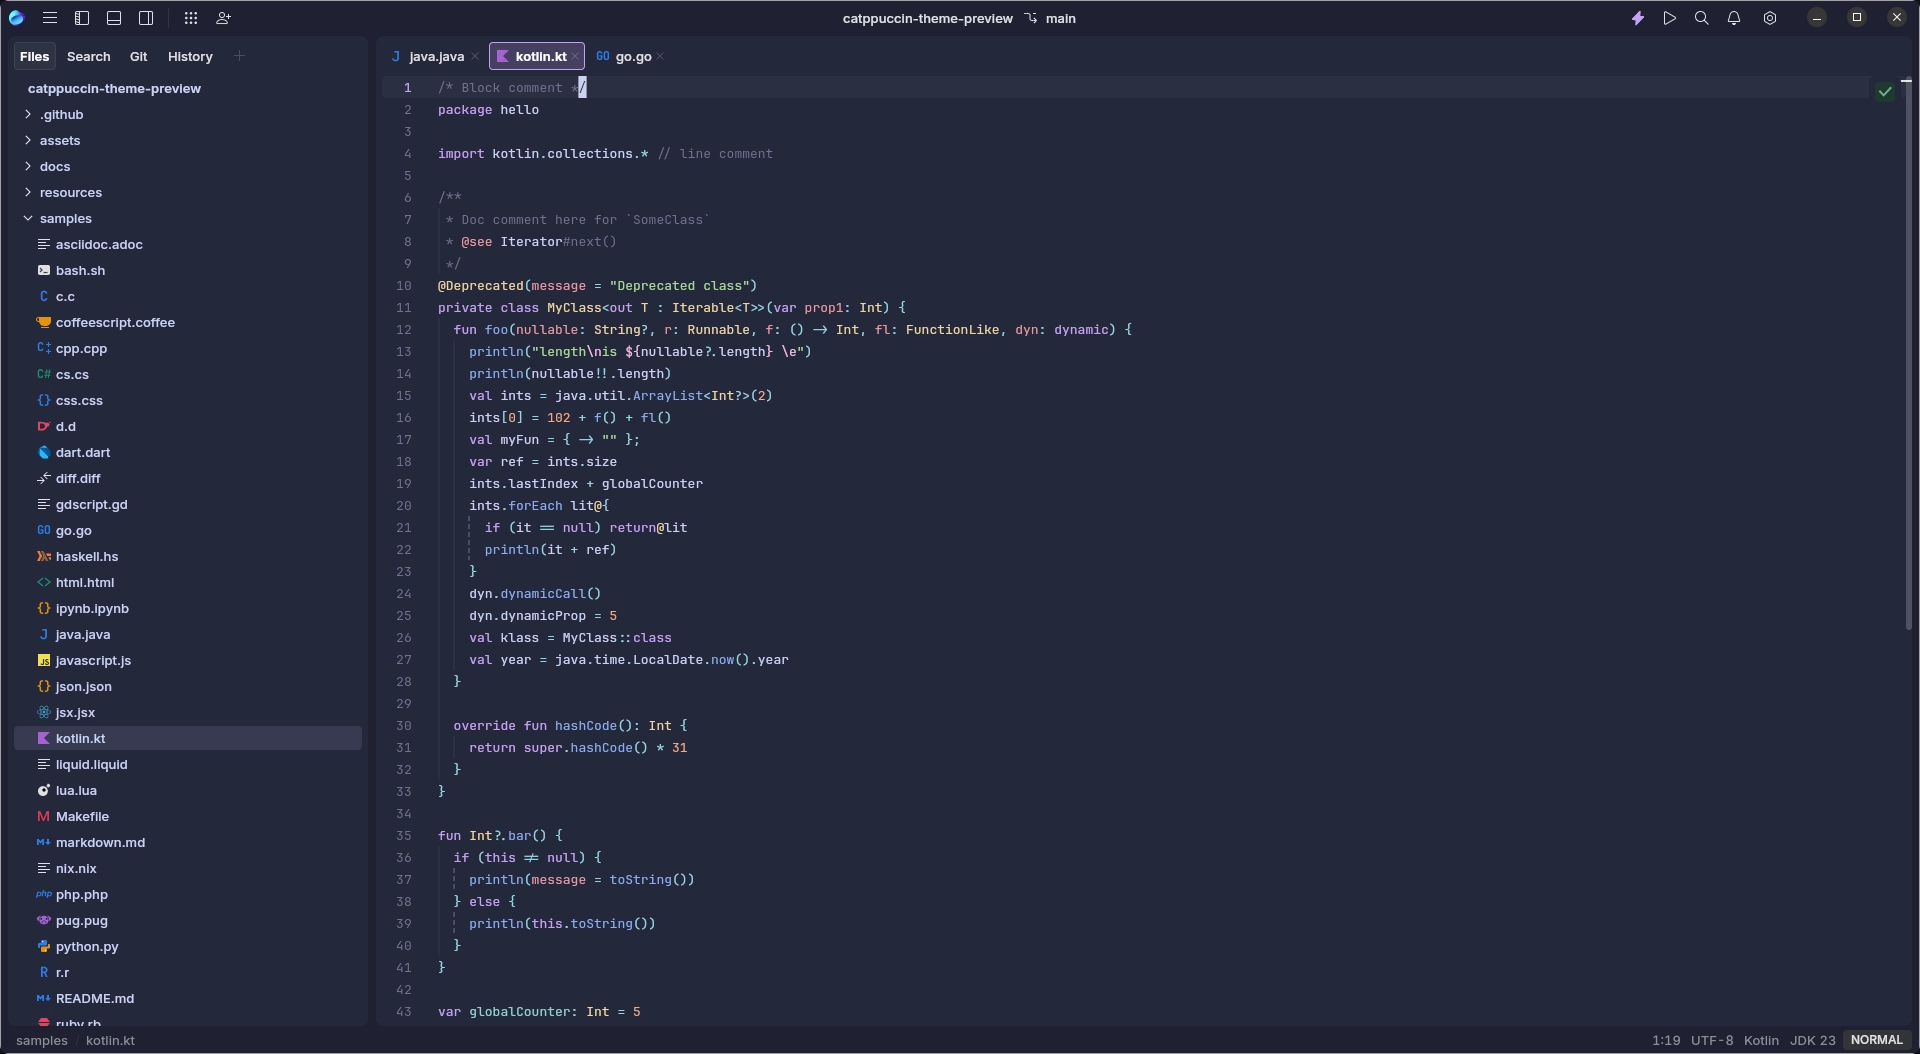 catppuccin-theme-preview main
Files Search Git History
J java.java kotlin.kt GO go.go
catppuccin-theme-preview
.github
assets
docs
resources
samples
asciidoc.adoc
bash.sh
C c.c
coffeescript.coffee
cpp.cpp
C# cs.cs
{} css.css
d.d
dart.dart
diff.diff
gdscript.gd
GO go.go
haskell.hs
<> html.html
{} ipynb.ipynb
J java.java
JS javascript.js
{} json.json
jsx.jsx
kotlin.kt
liquid.liquid
lua.lua
M Makefile
M↓ markdown.md
nix.nix
php php.php
pug.pug
python.py
R r.r
M↓ README.md
ruby.rb
1 /* Block comment */
2 package hello
3
4 import kotlin.collections.* // line comment
5
6 /**
7  * Doc comment here for `SomeClass`
8  * @see Iterator#next()
9  */
10 @Deprecated(message = "Deprecated class")
11 private class MyClass<out T : Iterable<T>>(var prop1: Int) {
12   fun foo(nullable: String?, r: Runnable, f: () -> Int, fl: FunctionLike, dyn: dynamic) {
13     println("length\nis ${nullable?.length} \e")
14     println(nullable!!.length)
15     val ints = java.util.ArrayList<Int?>(2)
16     ints[0] = 102 + f() + fl()
17     val myFun = { -> "" };
18     var ref = ints.size
19     ints.lastIndex + globalCounter
20     ints.forEach lit@{
21       if (it == null) return@lit
22       println(it + ref)
23     }
24     dyn.dynamicCall()
25     dyn.dynamicProp = 5
26     val klass = MyClass::class
27     val year = java.time.LocalDate.now().year
28   }
29
30   override fun hashCode(): Int {
31     return super.hashCode() * 31
32   }
33 }
34
35 fun Int?.bar() {
36   if (this != null) {
37     println(message = toString())
38   } else {
39     println(this.toString())
40   }
41 }
42
43 var globalCounter: Int = 5
samples / kotlin.kt 1:19 UTF-8 Kotlin JDK 23 NORMAL